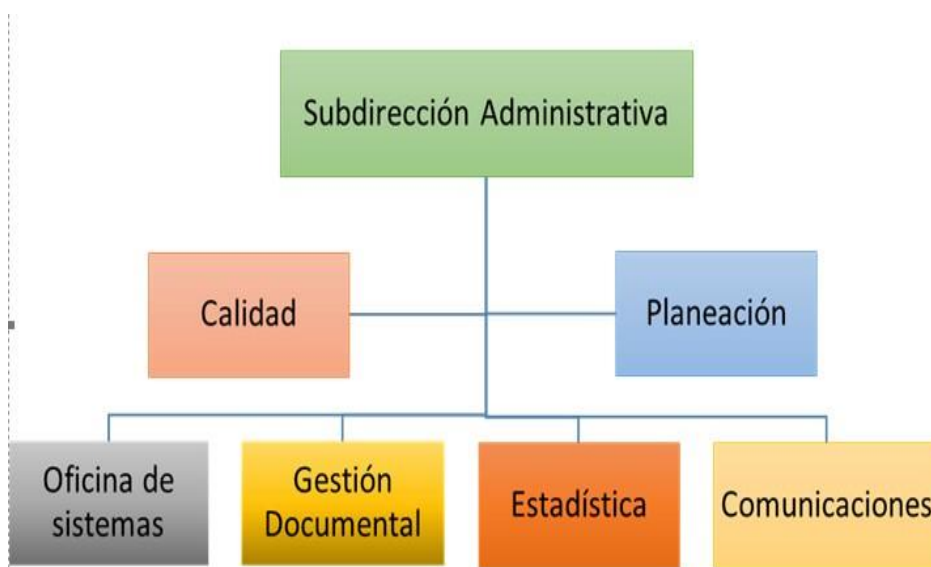 Subdirección Administrativa
Calidad
Planeación
Oficina de
sistemas
Gestión
Documental
Estadística
Comunicaciones